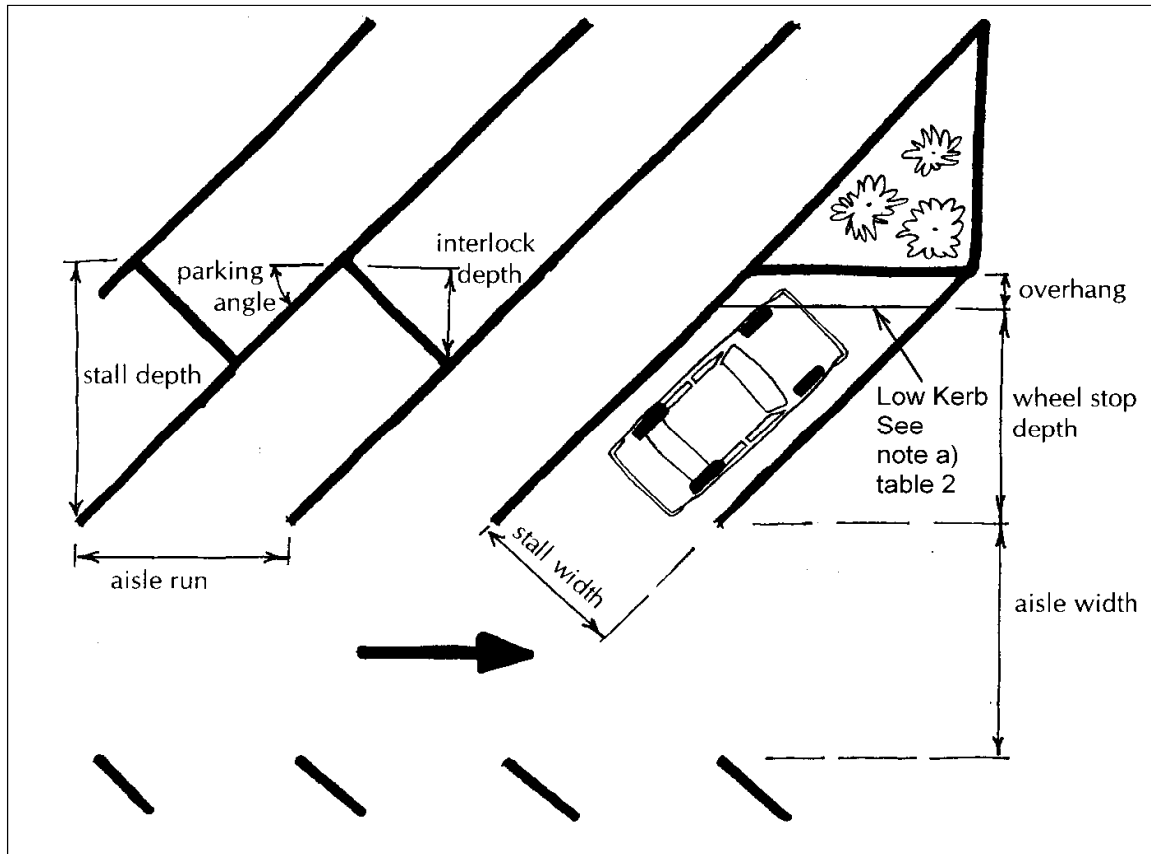 parking
angle
interlock
depth
overhang
stall depth
Low Kerb
See
note a)
table 2
wheel stop
depth
stall width
aisle run
aisle width